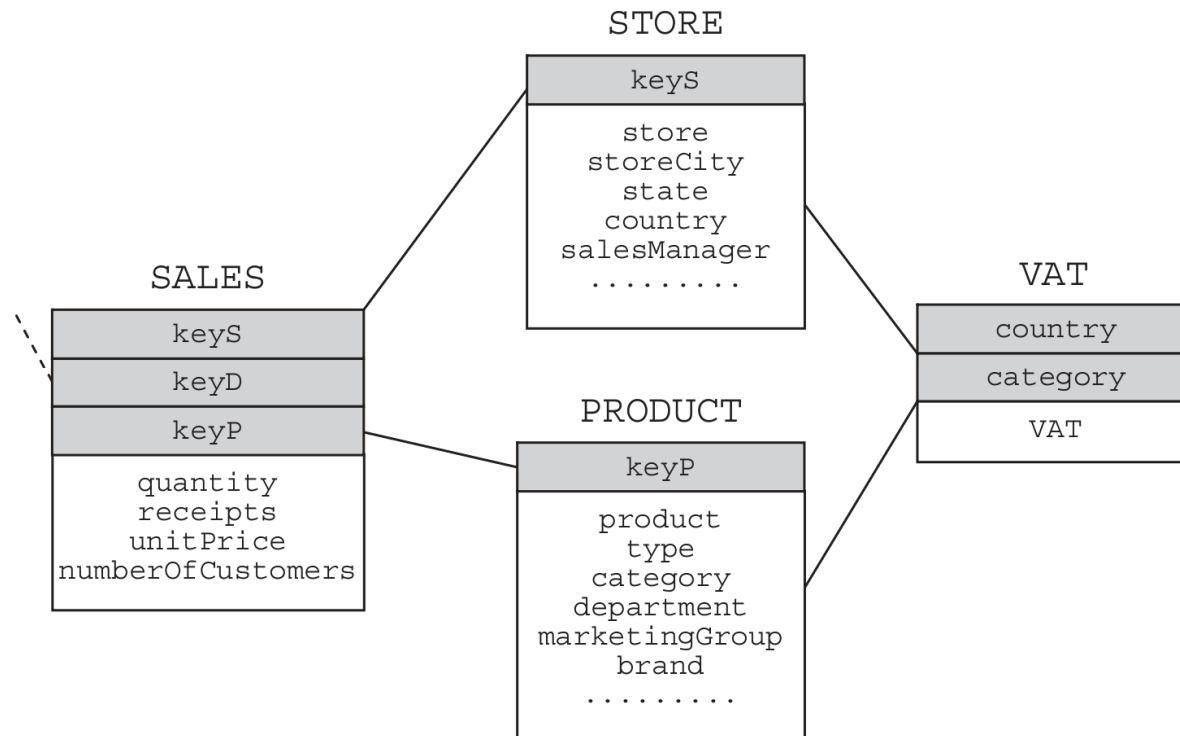 STORE
keyS
store
storeCity
state
country
salesManager
.........
SALES
keyS
keyD
keyP
quantity
receipts
unitPrice
numberOfCustomers
PRODUCT
keyP
product
type
category
department
marketingGroup
brand
.........
VAT
country
category
VAT